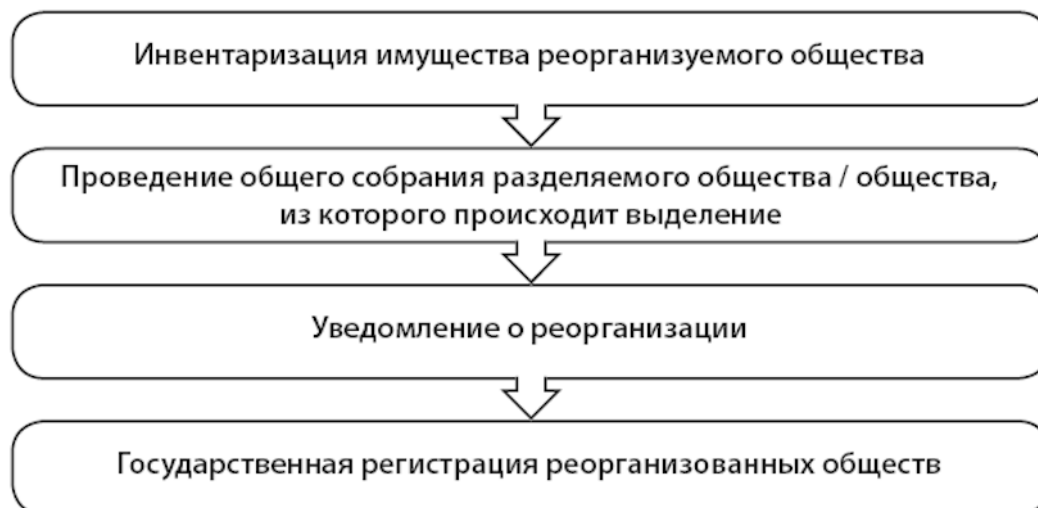 Инвентаризация имущества реорганизуемого общества
Проведение общего собрания разделяемого общества / общества,
из которого происходит выделение
Уведомление о реорганизации
Государственная регистрация реорганизованных обществ